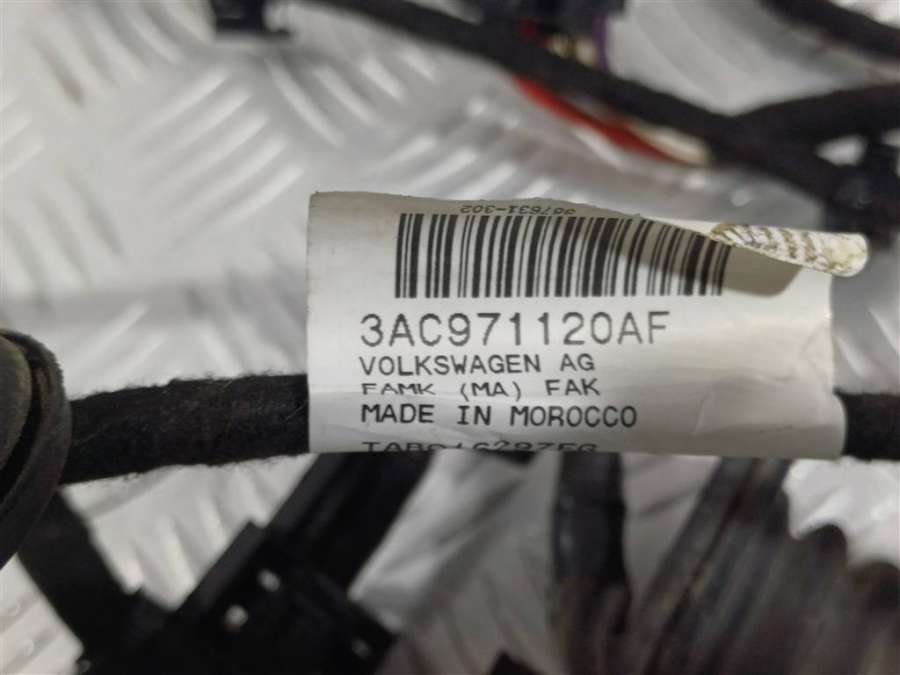 3AC971120AF
VOLKSWAGEN AG
FAMK (MA) FAK
MADE IN MOROCCO